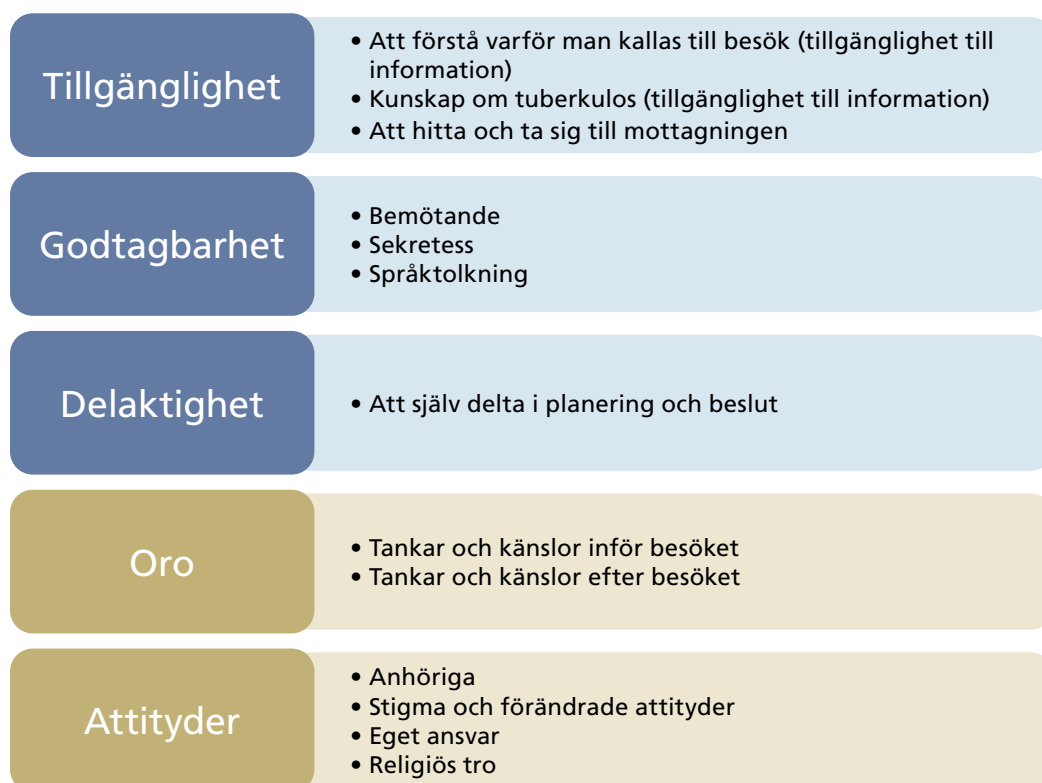 Tillgänglighet
• Att förstå varför man kallas till besök (tillgänglighet till
information)
• Kunskap om tuberkulos (tillgänglighet till information)
• Att hitta och ta sig till mottagningen
Godtagbarhet
• Bemötande
• Sekretess
• Språktolkning
Delaktighet
• Att själv delta i planering och beslut
Oro
• Tankar och känslor inför besöket
• Tankar och känslor efter besöket
Attityder
• Anhöriga
• Stigma och förändrade attityder
• Eget ansvar
• Religiös tro